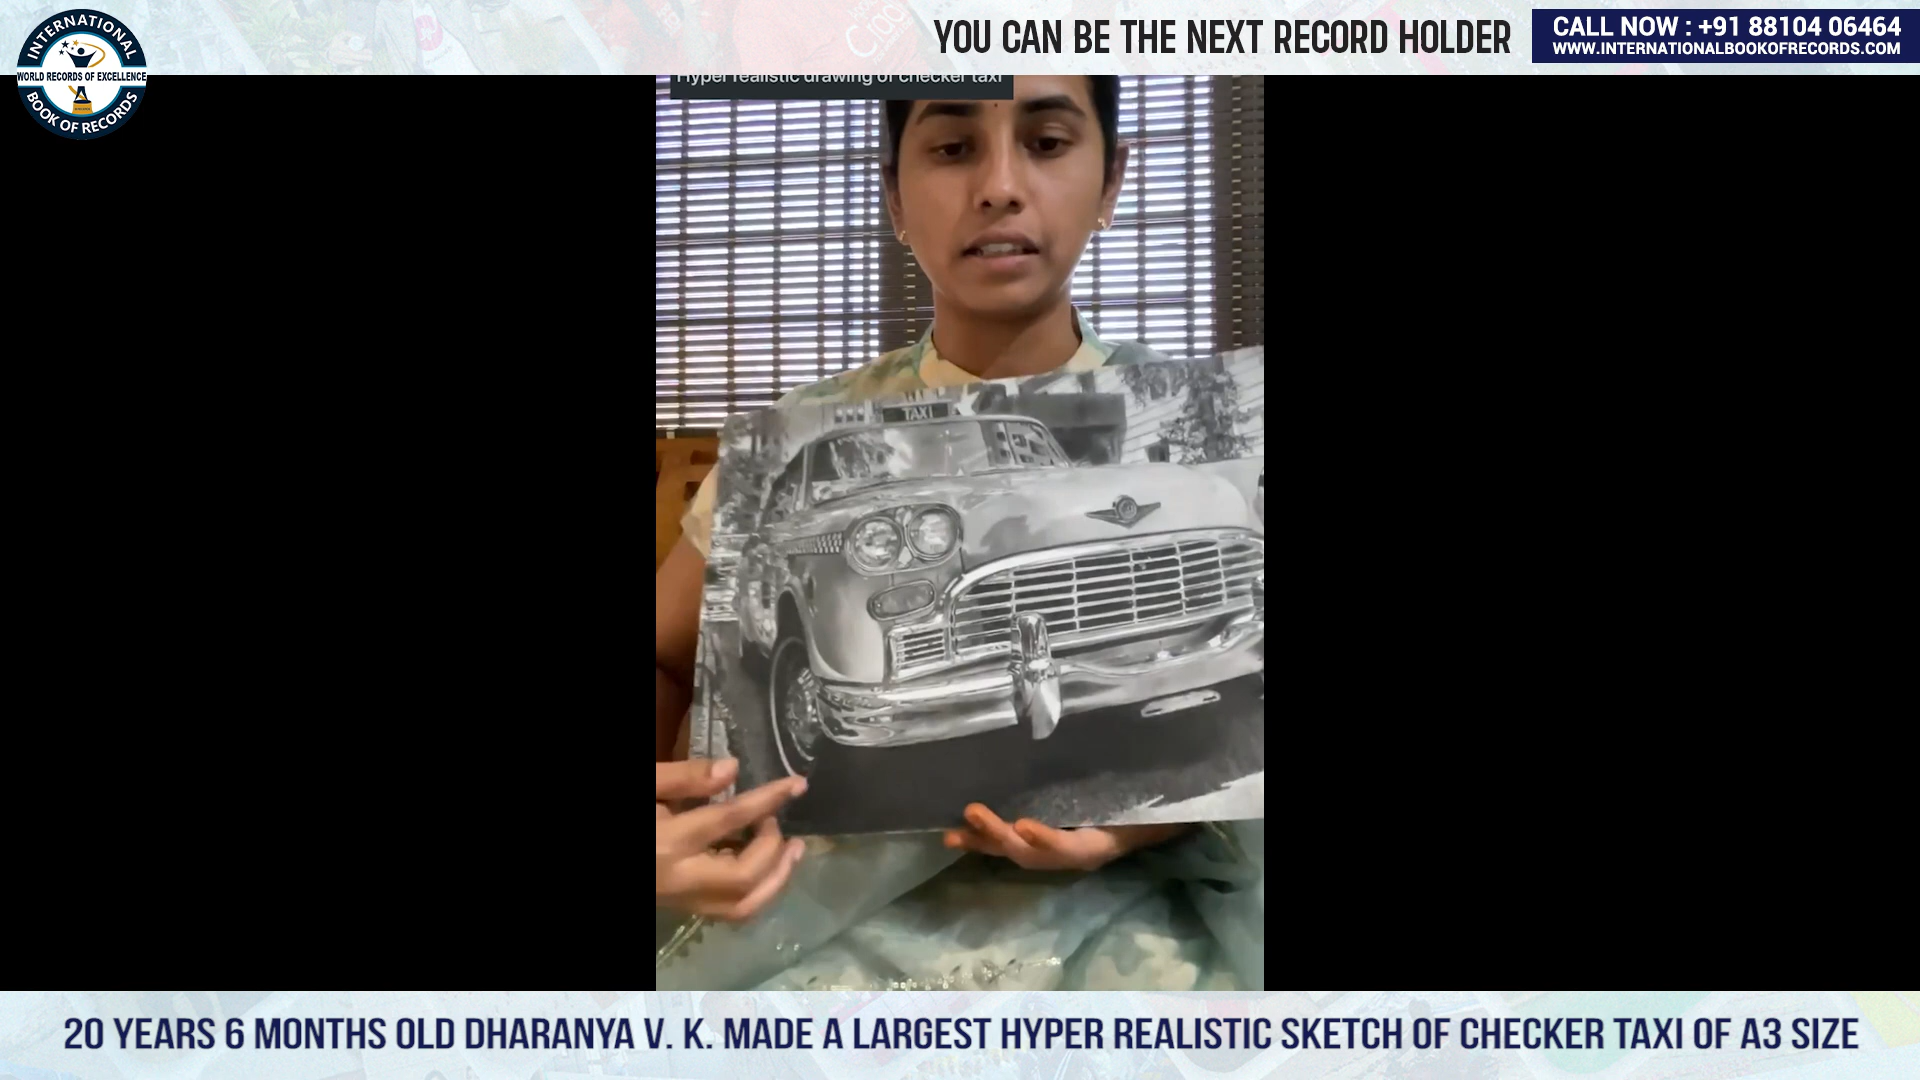 INTERNATIONAL
WORLD RECORDS OF EXCELLENCE
BOOK OF RECORDS
YOU CAN BE THE NEXT RECORD HOLDER
CALL NOW : +91 88104 06464
WWW.INTERNATIONALBOOKOFRECORDS.COM
Hyper realistic drawing of checker taxi
TAXI
20 YEARS 6 MONTHS OLD DHARANYA V. K. MADE A LARGEST HYPER REALISTIC SKETCH OF CHECKER TAXI OF A3 SIZE